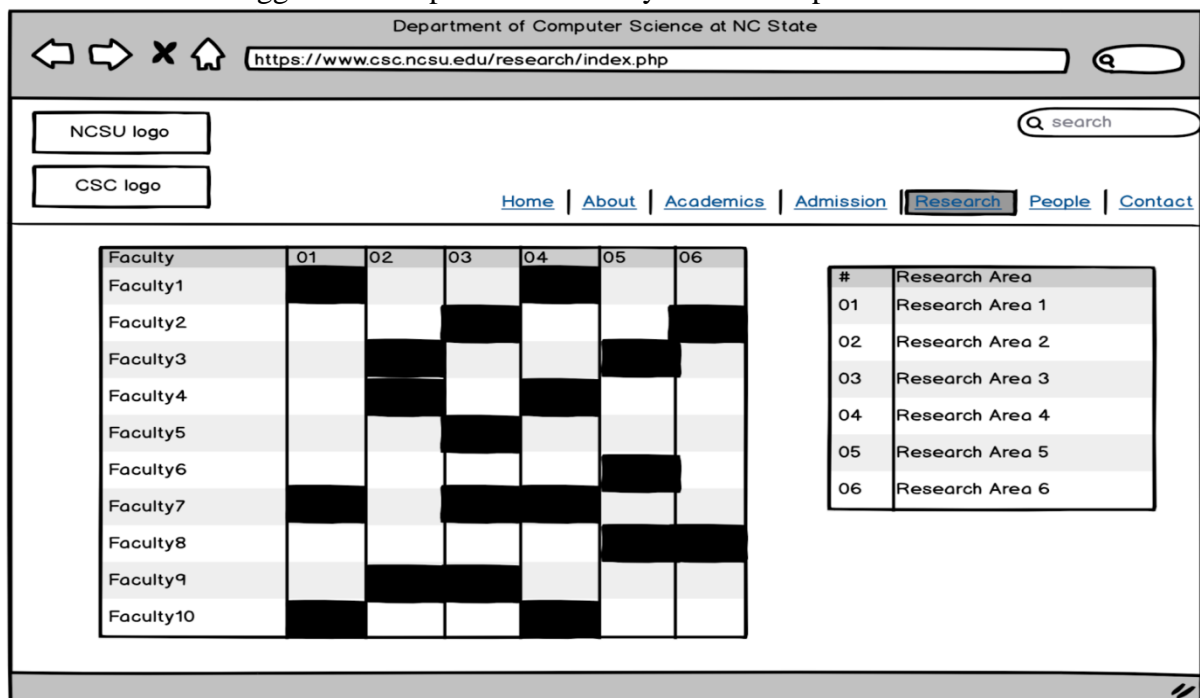 Department of Computer Science at NC State
https://www.csc.ncsu.edu/research/index.php
NCSU logo
search
CSC logo
Home About Academics Admission Research People Contact
Faculty 01 02 03 04 05 06
Faculty1
Faculty2
Faculty3
Faculty4
Faculty5
Faculty6
Faculty7
Faculty8
Faculty9
Faculty10
# Research Area
01 Research Area 1
02 Research Area 2
03 Research Area 3
04 Research Area 4
05 Research Area 5
06 Research Area 6